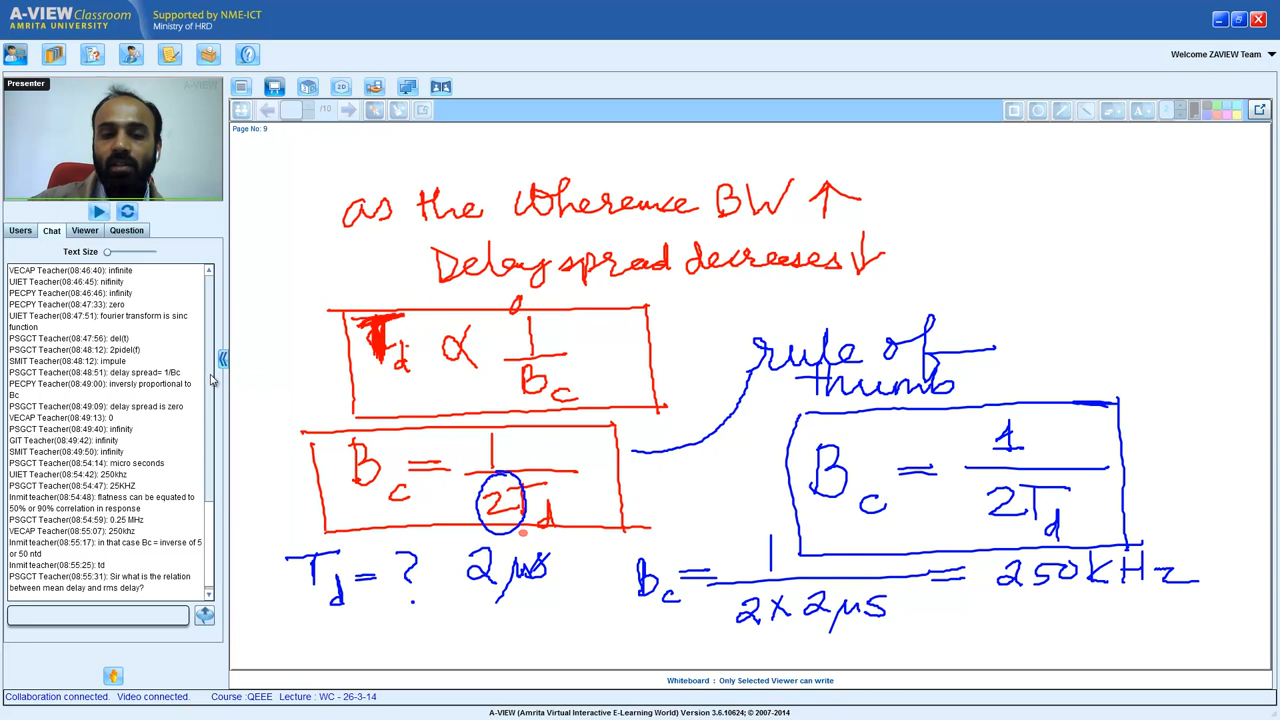 A-VIEW Classroom
AMRITA UNIVERSITY
Supported by NME-ICT
Ministry of HRD
Welcome ZAVIEW Team
Presenter
A-VIEW
2D
/10
A
2
Page No: 9
Users Chat Viewer Question
Text Size
VECAP Teacher(08:46:40): infinite
UIET Teacher(08:46:45): nifinity
PECPY Teacher(08:46:46): infinity
PECPY Teacher(08:47:33): zero
UIET Teacher(08:47:51): fourier transform is sinc
function
PSGCT Teacher(08:47:56): del(t)
PSGCT Teacher(08:48:12): 2pidel(f)
SMIT Teacher(08:48:12): impule
PSGCT Teacher(08:48:51): delay spread= 1/Bc
PECPY Teacher(08:49:00): inversly proportional to
Bc
PSGCT Teacher(08:49:09): delay spread is zero
VECAP Teacher(08:49:13): 0
PSGCT Teacher(08:49:40): infinity
GIT Teacher(08:49:42): infinity
SMIT Teacher(08:49:50): infinity
PSGCT Teacher(08:54:14): micro seconds
UIET Teacher(08:54:42): 250khz
PSGCT Teacher(08:54:47): 25KHZ
Inmit teacher(08:54:48): flatness can be equated to
50% or 90% correlation in response
PSGCT Teacher(08:54:59): 0.25 MHz
VECAP Teacher(08:55:07): 250khz
Inmit teacher(08:55:17): in that case Bc = inverse of 5
or 50 ntd
Inmit teacher(08:55:25): td
PSGCT Teacher(08:55:31): Sir what is the relation
between mean delay and rms delay?
as the Coherence BW ↑
Delay spread decreases ↓
T_d ∝ 1/B_c
rule of
thumb
B_c = 1/2T_d
B_c = 1/2T_d
T_d = ? 2 μs
B_c = 1/(2 × 2 μs) = 250 kHz
Whiteboard : Only Selected Viewer can write
Collaboration connected. Video connected. Course :QEEE Lecture : WC - 26-3-14
A-VIEW (Amrita Virtual Interactive E-Learning World) Version 3.6.10624; © 2007-2014